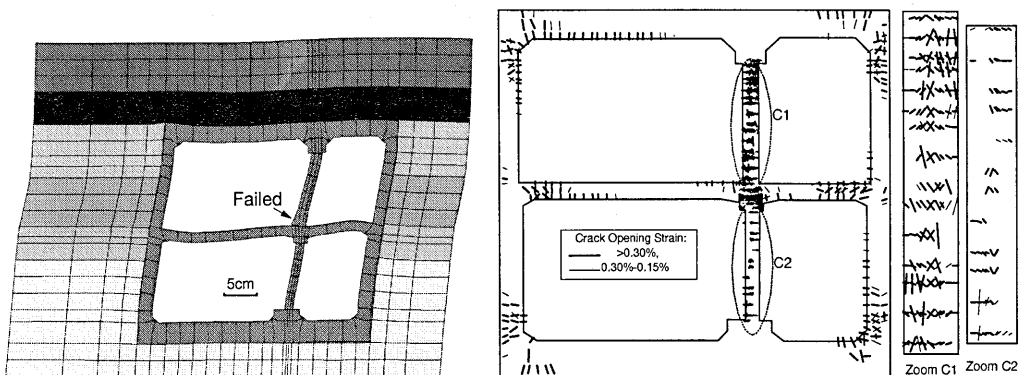 Failed
5cm
C1
Crack Opening Strain:
>0.30%,
0.30%-0.15%
C2
Zoom C1
Zoom C2